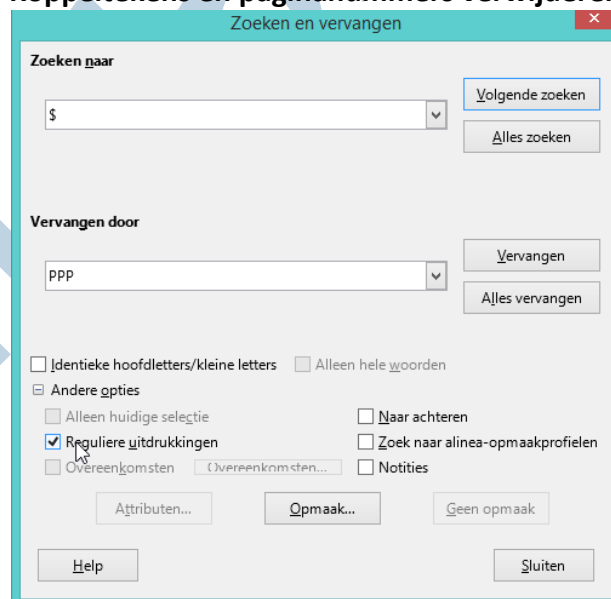 Koppeltekens en paginanummers verwijderen
Zoeken en vervangen
Zoeken naar
$
Volgende zoeken
Alles zoeken
Vervangen door
PPP
Vervangen
Alles vervangen
Identieke hoofdletters/kleine letters Alleen hele woorden
Andere opties
Alleen huidige selectie Naar achteren
Reguliere uitdrukkingen Zoek naar alinea-opmaakprofielen
Overeenkomsten Overeenkomsten... Notities
Attributen... Opmaak... Geen opmaak
Help Sluiten